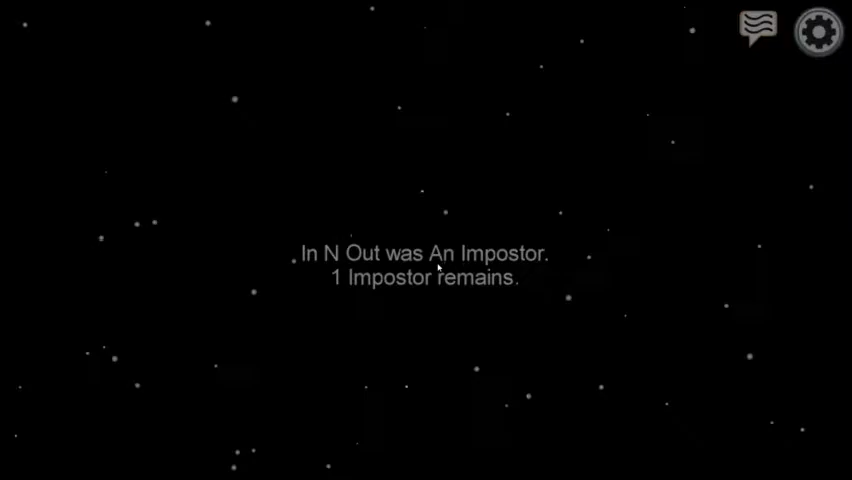 In N Out was An Impostor.
1 Impostor remains.